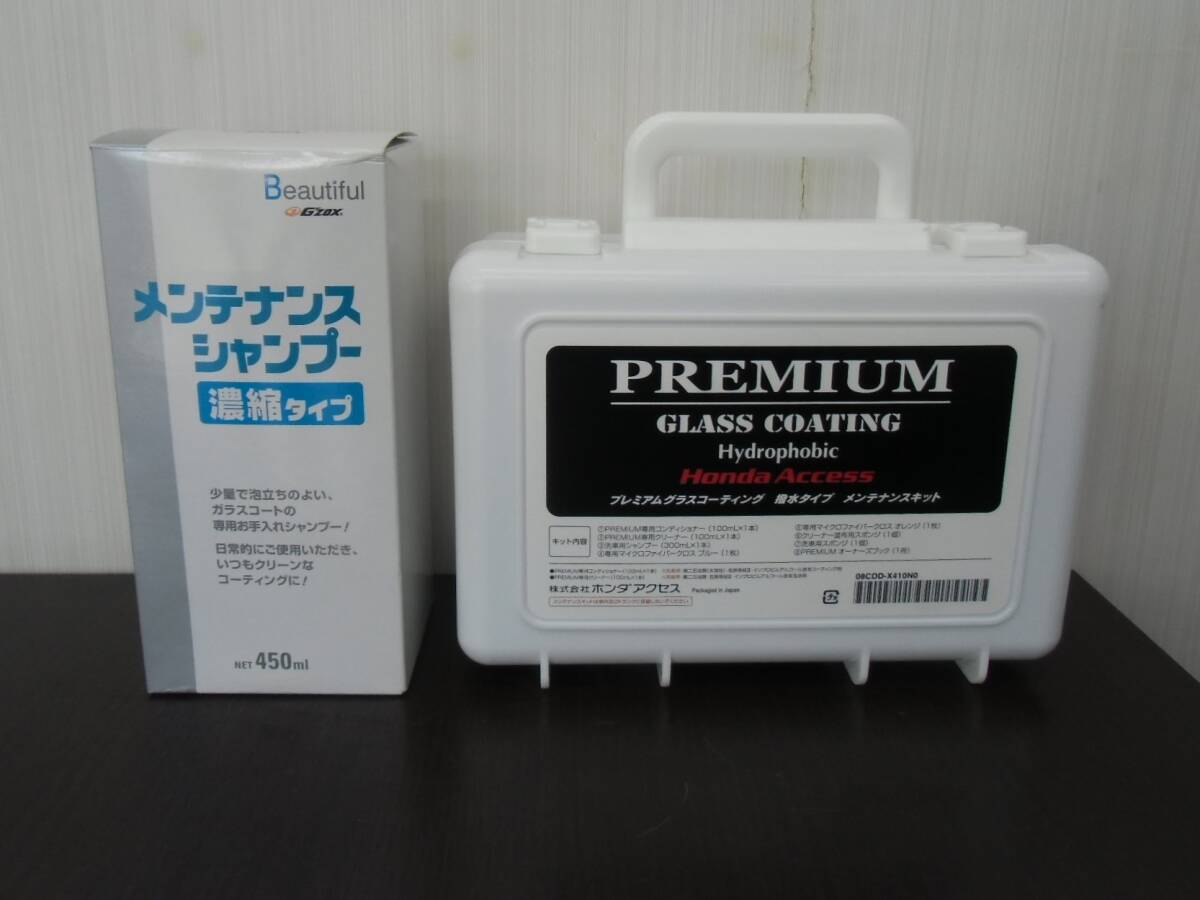 Beautiful
G'ZOX
メンテナンス
シャンプー
濃縮タイプ
少量で泡立ちのよい、
ガラスコートの
専用お手入れシャンプー!
日常的にご使用いただき、
いつもクリーンな
コーティングに!
NET 450ml
PREMIUM
GLASS COATING
Hydrophobic
Honda Access
プレミアムグラスコーティング 撥水タイプ メンテナンスキット
キット内容
①PREMIUM専用コンディショナー (100mL×1本)
②PREMIUM専用クリーナー (100mL×1本)
③洗車用シャンプー (300mL×1本)
④専用マイクロファイバークロス ブルー (1枚)
⑤専用マイクロファイバークロス オレンジ (1枚)
⑥クリーナー塗布用スポンジ (1個)
⑦洗車用スポンジ (1個)
⑧PREMIUM オーナーズブック (1冊)
株式会社ホンダアクセス Packaged in Japan
08COD-X410N0